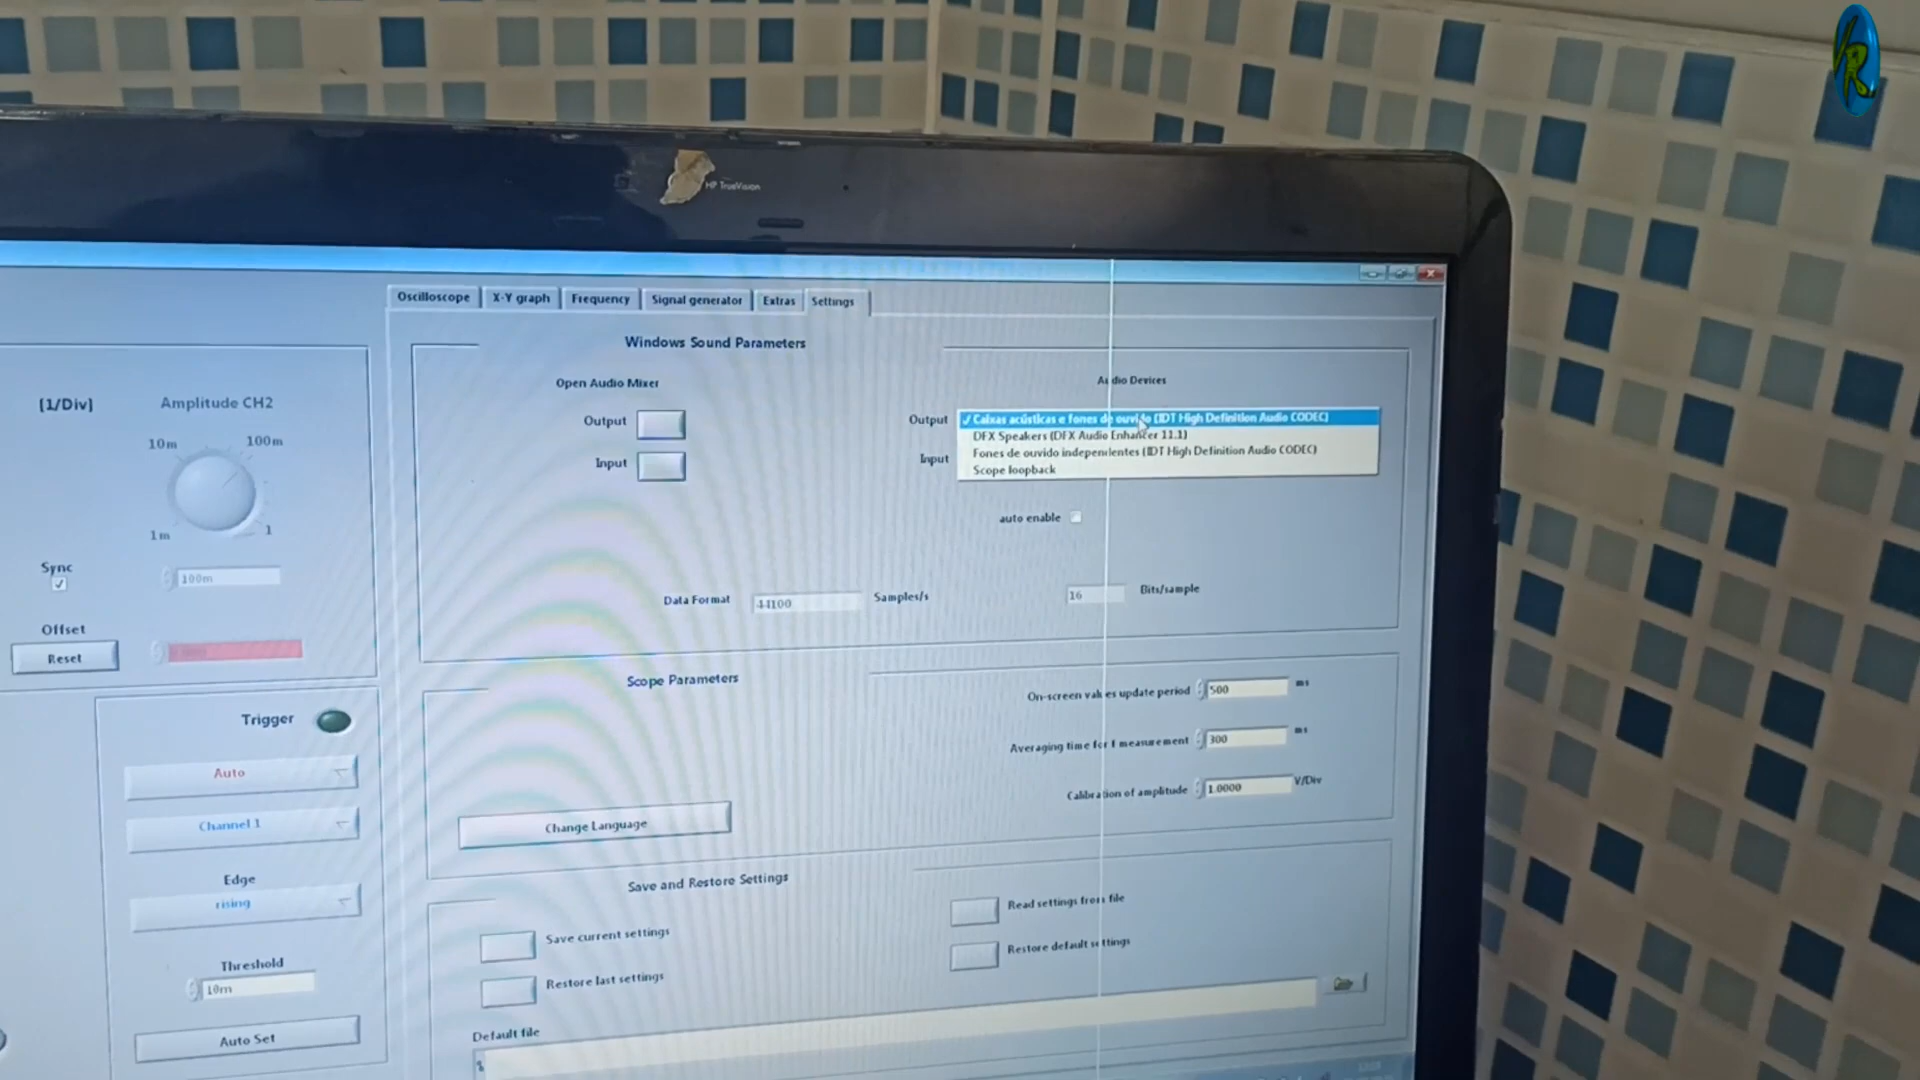 HP TrueVision
Oscilloscope
X-Y graph
Frequency
Signal generator
Extras
Settings
Windows Sound Parameters
Open Audio Mixer
Audio Devices
[1/Div]
Amplitude CH2
Output
Output
✓ Caixas acústicas e fones de ouvido (IDT High Definition Audio CODEC)
DFX Speakers (DFX Audio Enhancer 11.1)
10m
100m
Input
Input
Fones de ouvido independentes (IDT High Definition Audio CODEC)
Scope loopback
1m
1
auto enable
Sync
100m
Data Format
44100
Samples/s
16
Bits/sample
Offset
Reset
Scope Parameters
On-screen values update period
500
ms
Trigger
Averaging time for f measurement
300
ms
Auto
Calibration of amplitude
1.0000
V/Div
Channel 1
Change Language
Edge
rising
Save and Restore Settings
Read settings from file
Save current settings
Restore default settings
Threshold
10m
Restore last settings
Auto Set
Default file